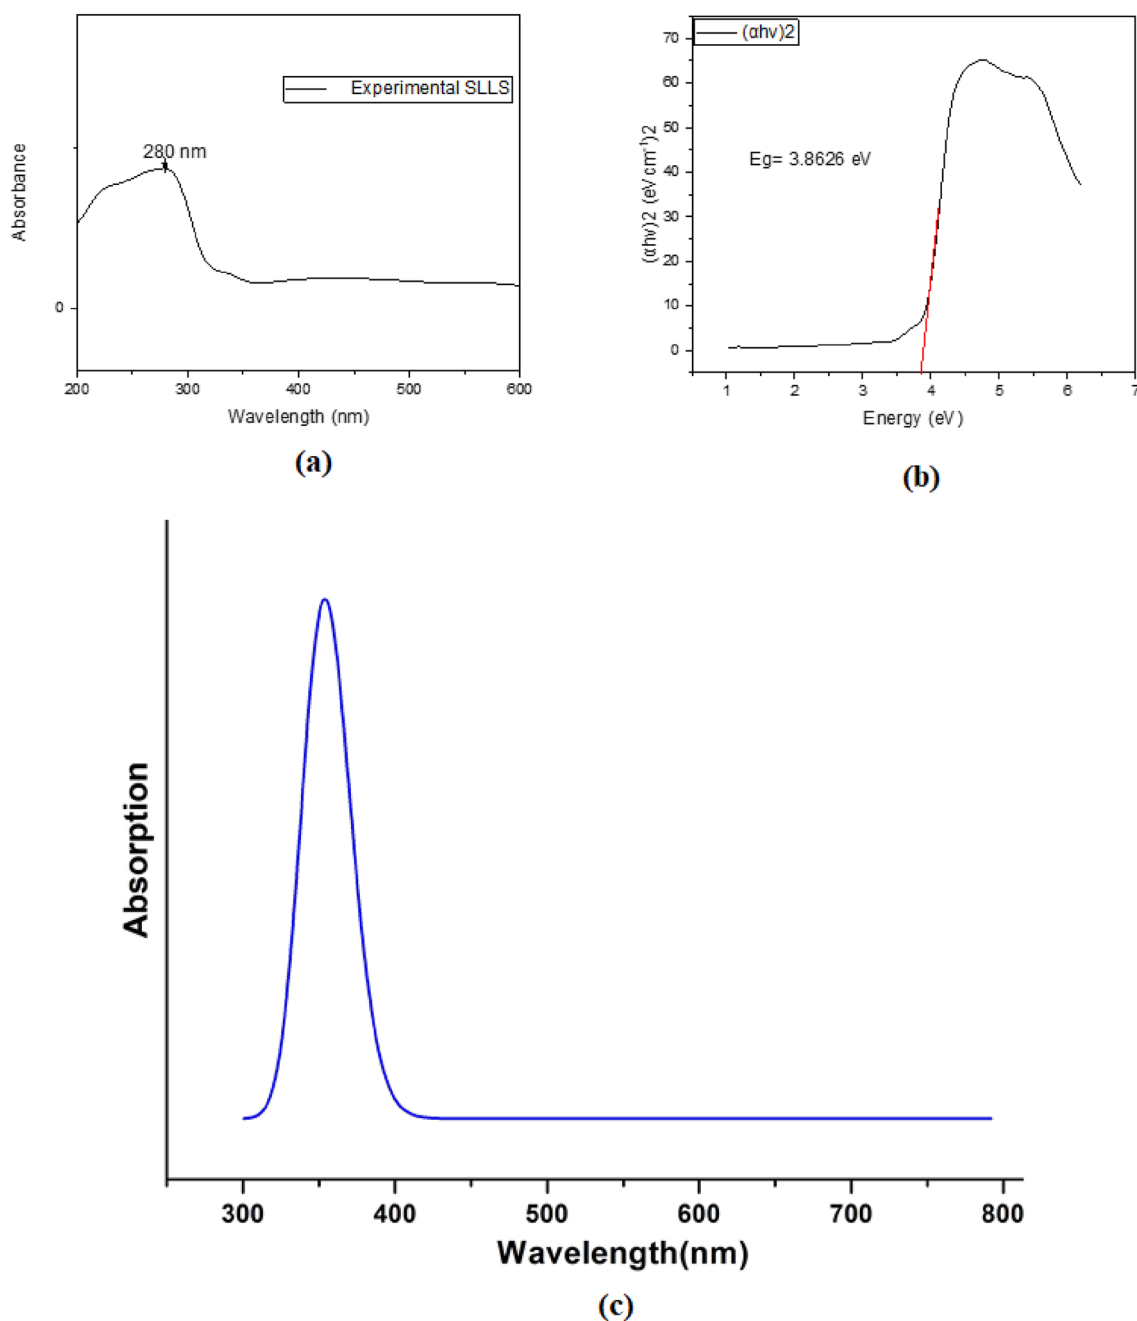 Experimental SLLS
280 nm
Absorbance
0
200 300 400 500 600
Wavelength (nm)
(a)
(αhv)2
Eg= 3.8626 eV
(αhv)2 (eVcm⁻¹)2
70
60
50
40
30
20
10
0
1 2 3 4 5 6 7
Energy (eV)
(b)
Absorption
300 400 500 600 700 800
Wavelength(nm)
(c)